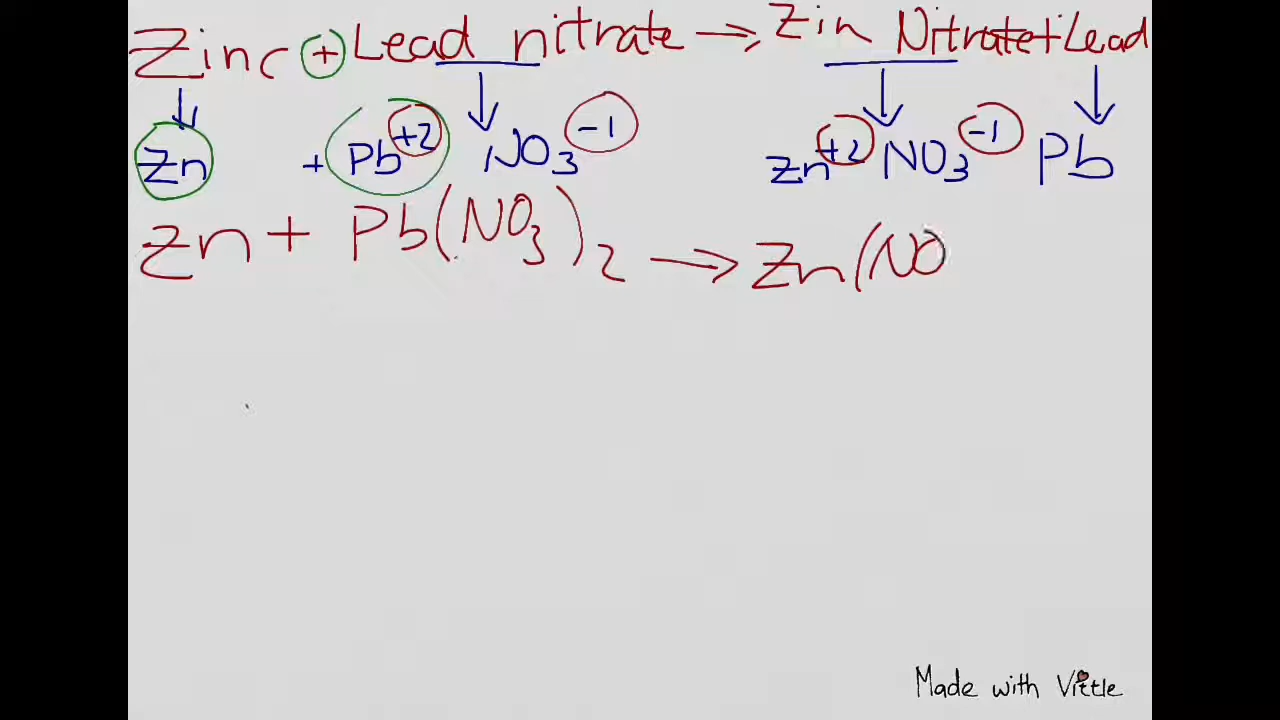 Zinc + Lead nitrate → Zin Nitrate + Lead
Zn + Pb+2 NO3-1 Zn+2 NO3-1 Pb
Zn + Pb(NO3)2 → Zn(NO
Made with Vittle